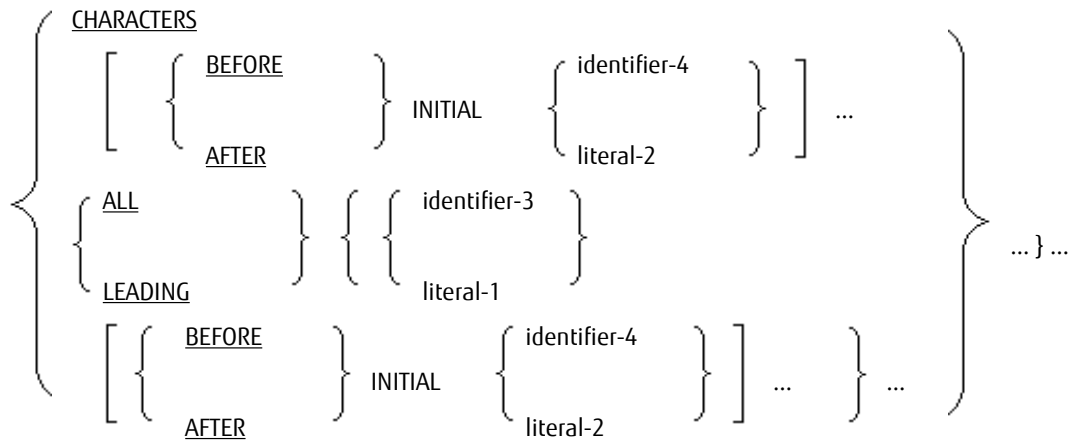 CHARACTERS
BEFORE identifier-4
INITIAL ...
AFTER literal-2
ALL identifier-3
... } ...
LEADING literal-1
BEFORE identifier-4
INITIAL ... ...
AFTER literal-2